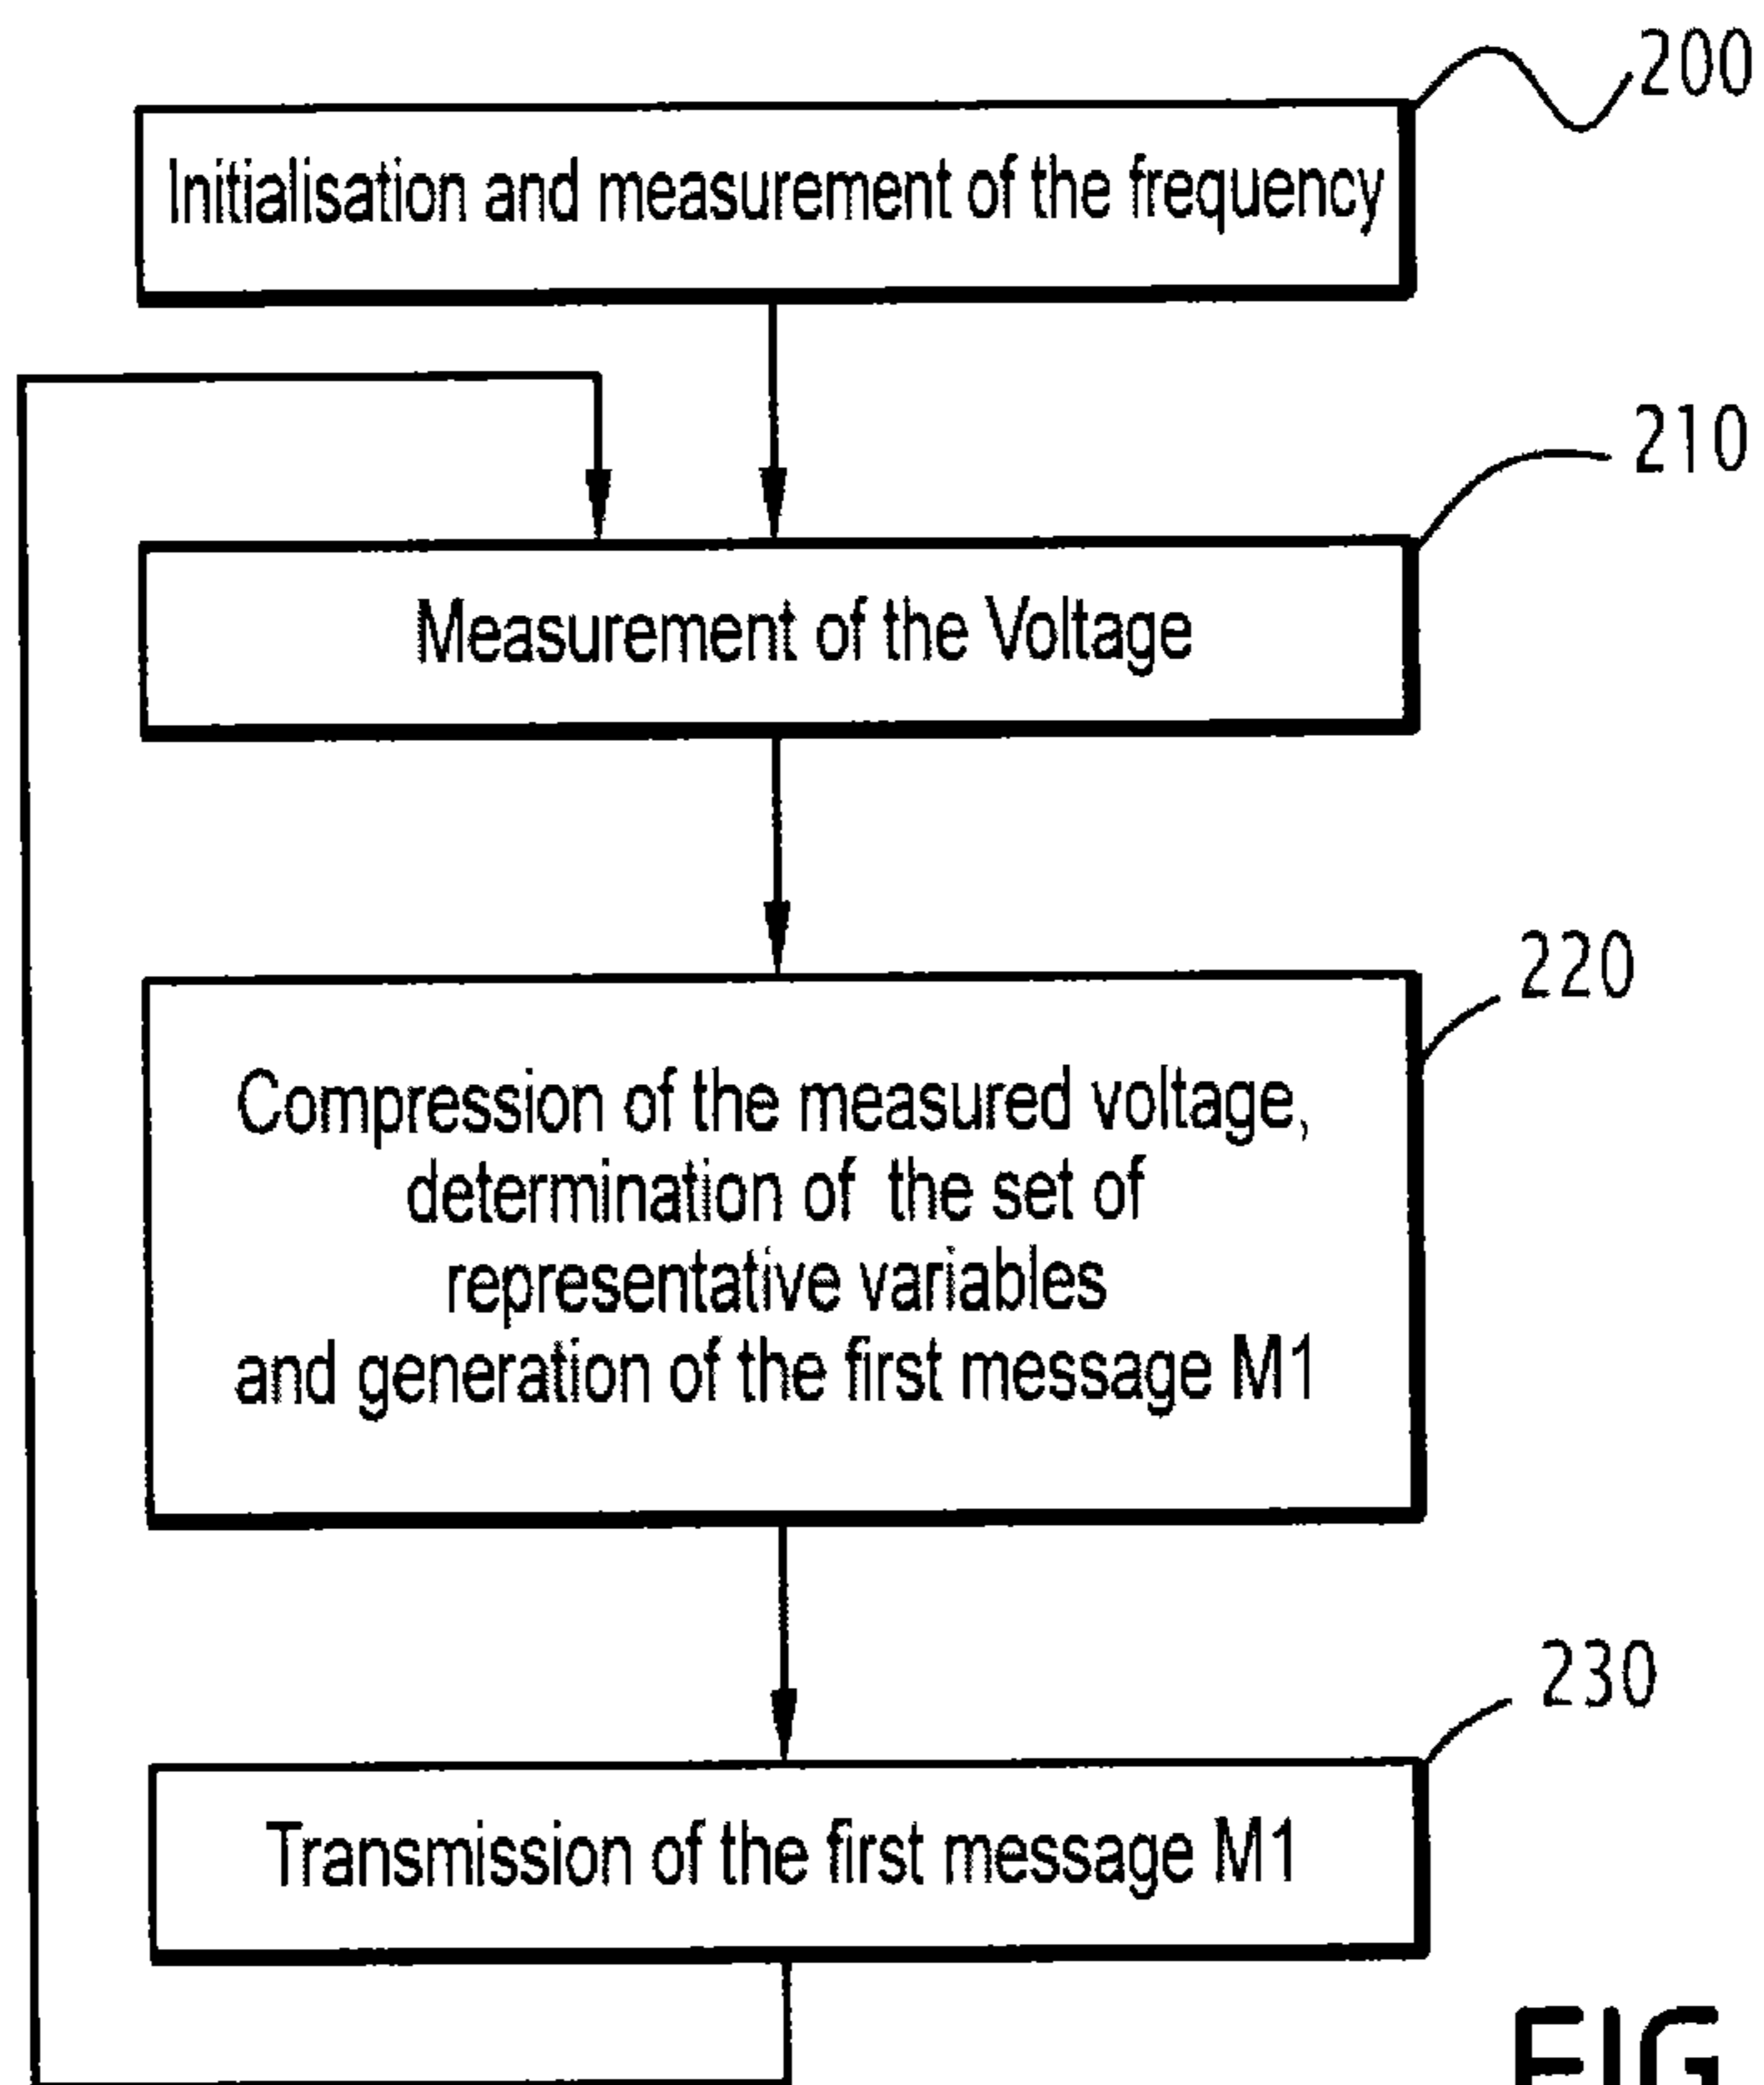 200
Initialisation and measurement of the frequency
210
Measurement of the Voltage
220
Compression of the measured voltage,
determination of the set of
representative variables
and generation of the first message M1
230
Transmission of the first message M1
FIG